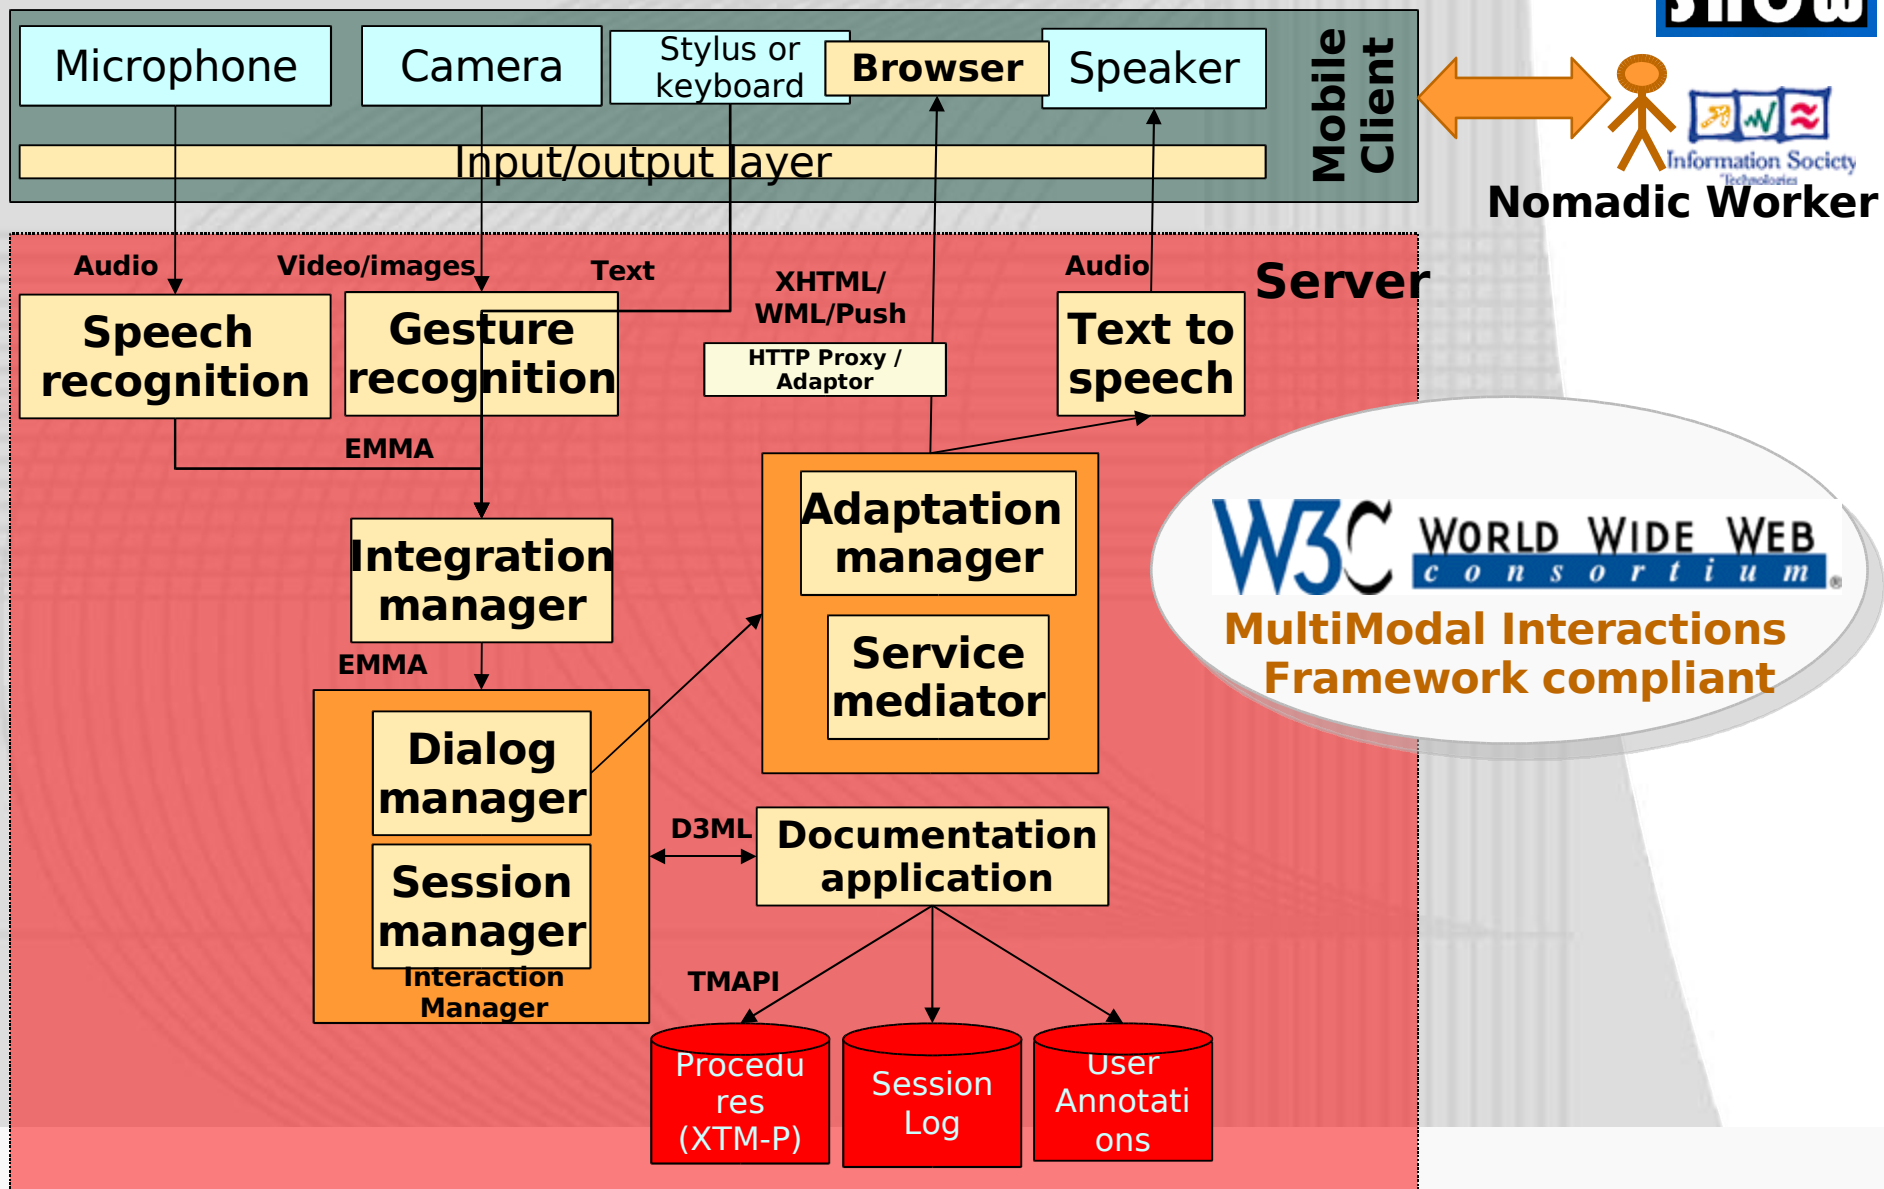 SHOW
Microphone
Camera
Stylus or
keyboard
Browser
Speaker
Mobile
Client
Input/output layer
Information Society
Technologies
Nomadic Worker
Audio
Video/images
Text
XHTML/
WML/Push
Audio
Server
Speech
recognition
Gesture
recognition
HTTP Proxy /
Adaptor
Text to
speech
EMMA
Integration
manager
Adaptation
manager
W3C WORLD WIDE WEB
consortium ®
MultiModal Interactions
Framework compliant
EMMA
Service
mediator
Dialog
manager
D3ML
Documentation
application
Session
manager
Interaction
Manager
TMAPI
Procedu
res
(XTM-P)
Session
Log
User
Annotati
ons